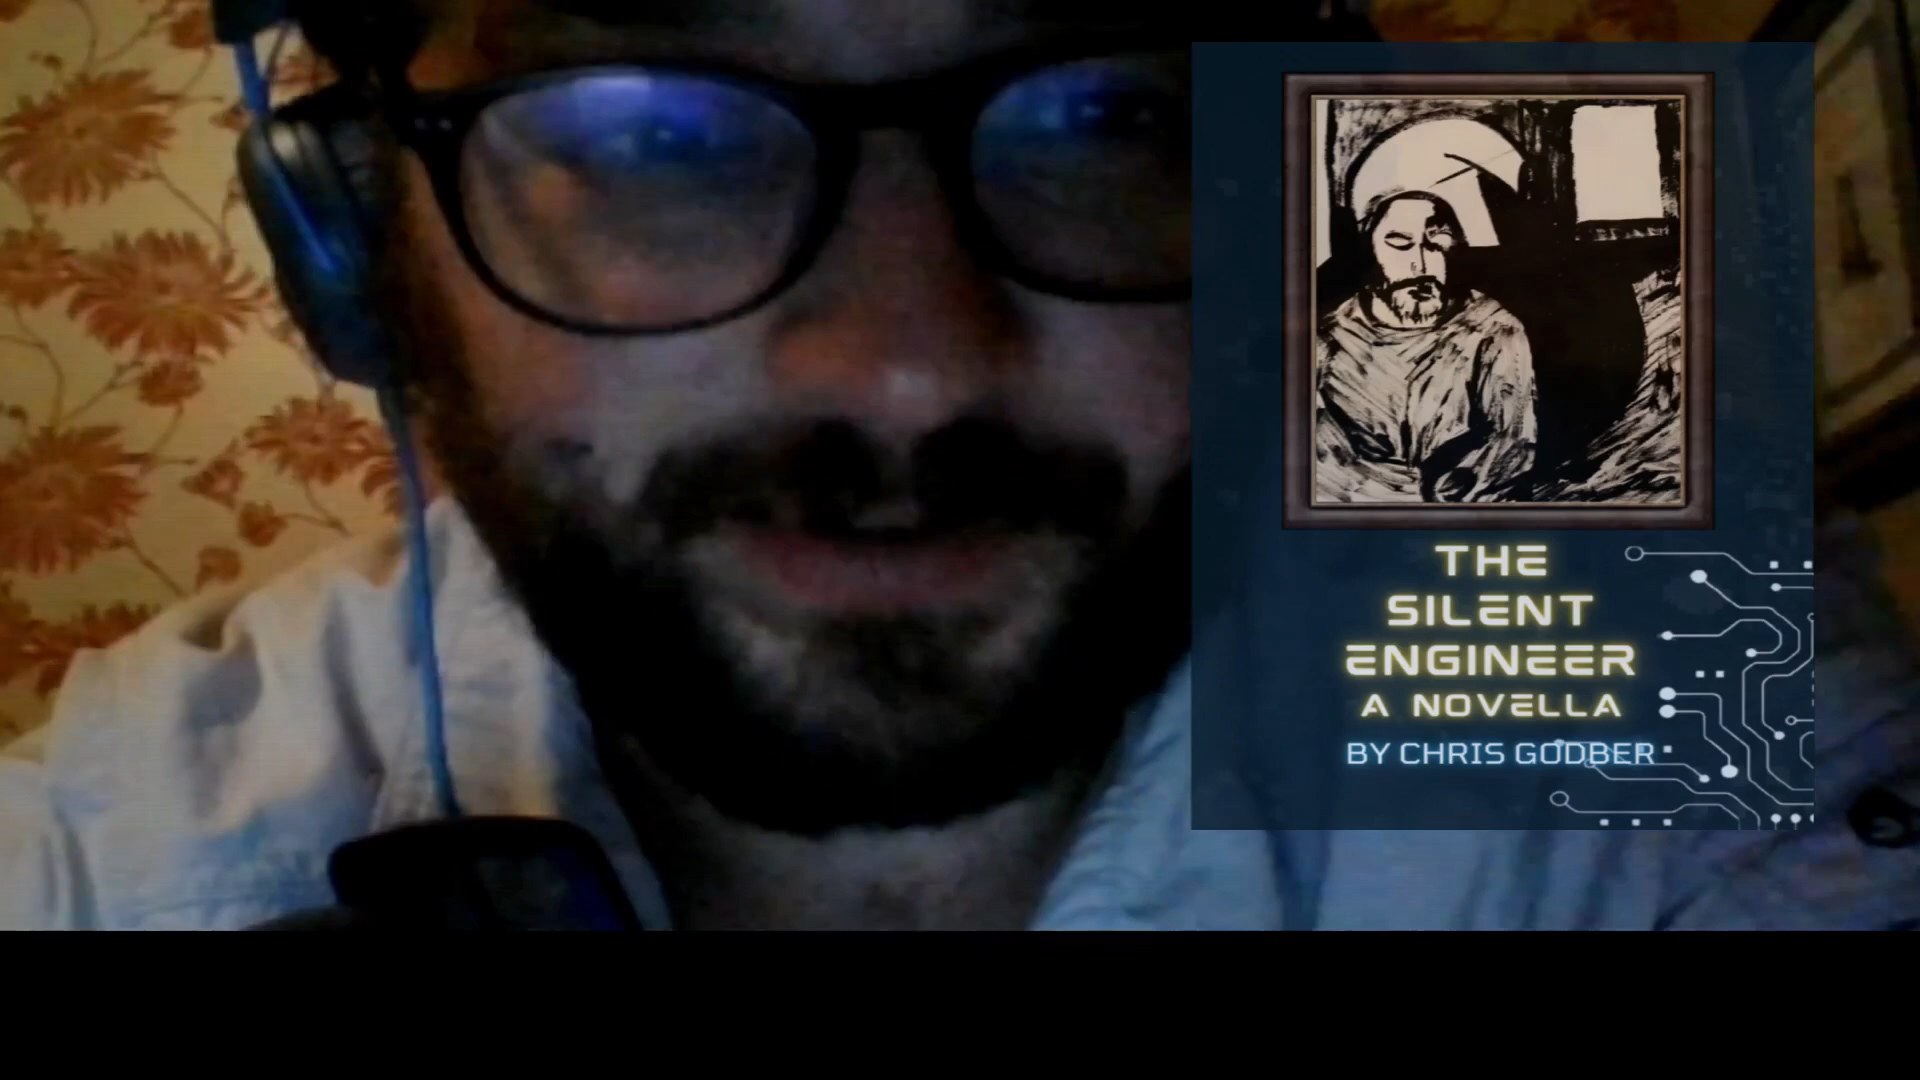 THE
SILENT
ENGINEER
A NOVELLA
BY CHRIS GODBER